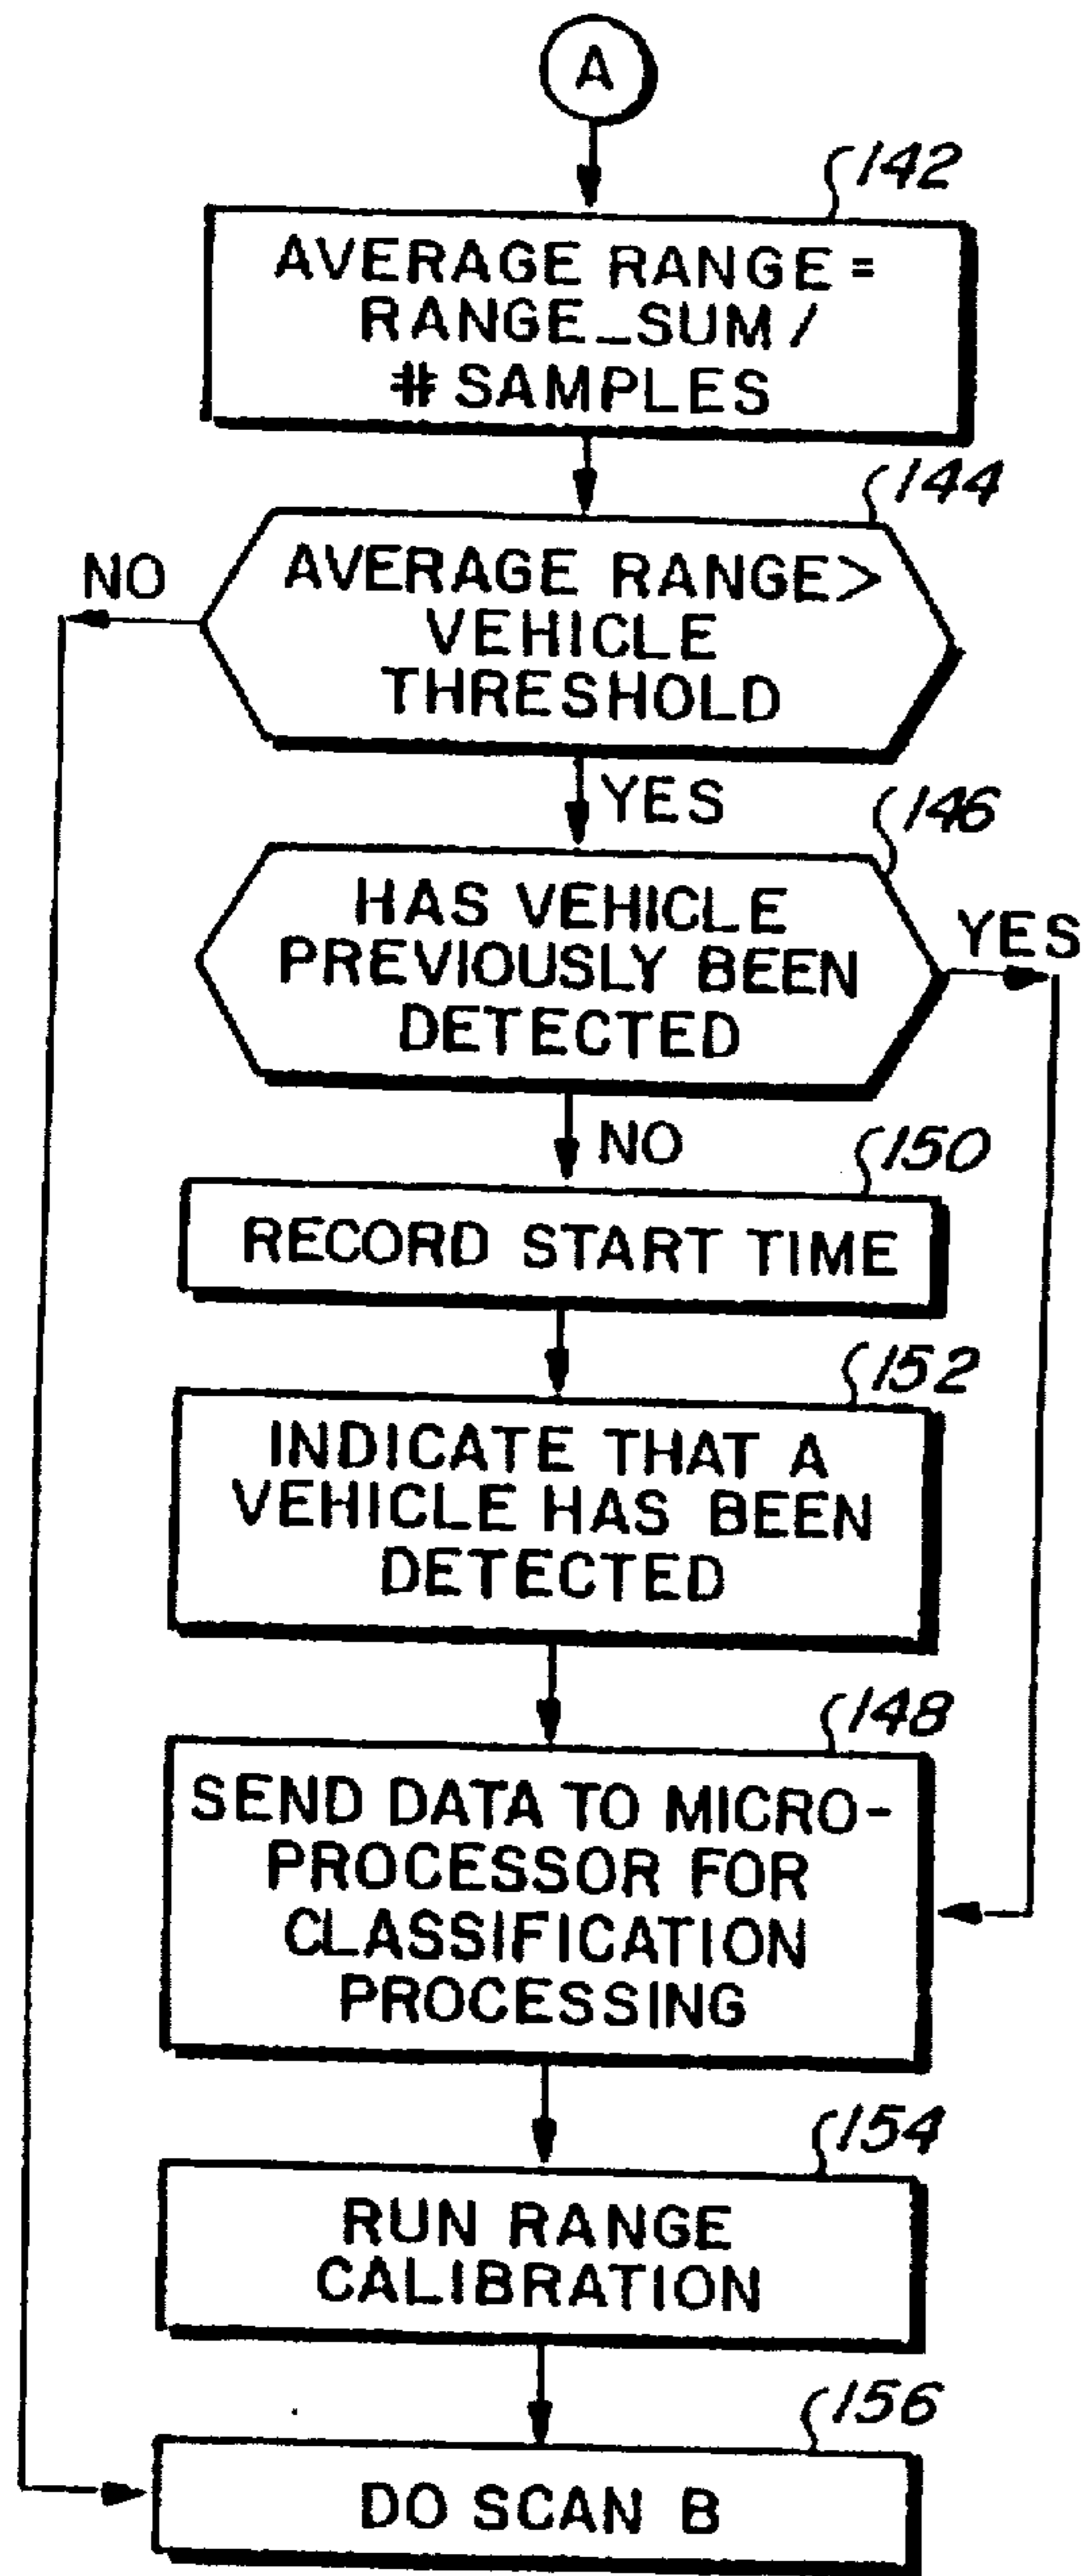 A
142
AVERAGE RANGE =
RANGE_SUM /
# SAMPLES
144
NO
AVERAGE RANGE>
VEHICLE
THRESHOLD
YES
146
HAS VEHICLE
PREVIOUSLY BEEN
DETECTED
YES
NO
150
RECORD START TIME
152
INDICATE THAT A
VEHICLE HAS BEEN
DETECTED
148
SEND DATA TO MICRO-
PROCESSOR FOR
CLASSIFICATION
PROCESSING
154
RUN RANGE
CALIBRATION
156
DO SCAN B